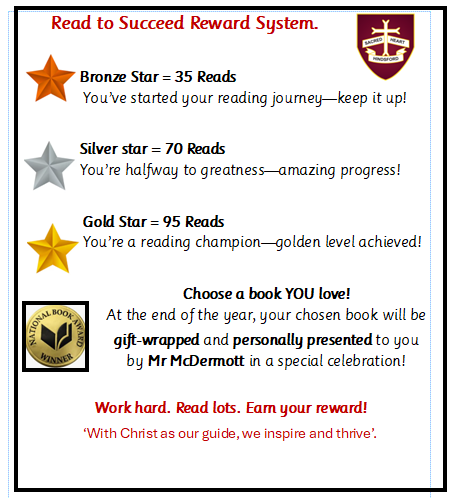 Read to Succeed Reward System.
SACRED HEART
HINDSFORD
Bronze Star = 35 Reads
You've started your reading journey—keep it up!
Silver star = 70 Reads
You're halfway to greatness—amazing progress!
Gold Star = 95 Reads
You're a reading champion—golden level achieved!
Choose a book YOU love!
At the end of the year, your chosen book will be
gift-wrapped and personally presented to you
by Mr McDermott in a special celebration!
NATIONAL BOOK AWARD
WINNER
Work hard. Read lots. Earn your reward!
‘With Christ as our guide, we inspire and thrive’.